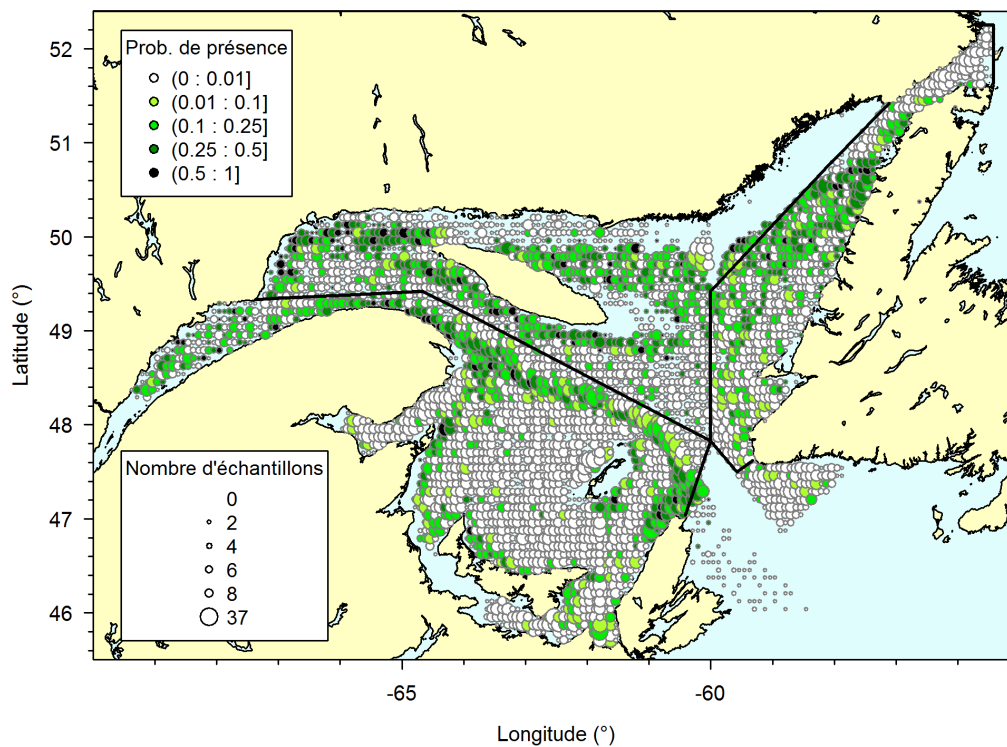 Prob. de présence
(0 : 0.01]
(0.01 : 0.1]
(0.1 : 0.25]
(0.25 : 0.5]
(0.5 : 1]
Nombre d'échantillons
0
2
4
6
8
37
52
51
50
49
48
47
46
Latitude (°)
-65
-60
Longitude (°)